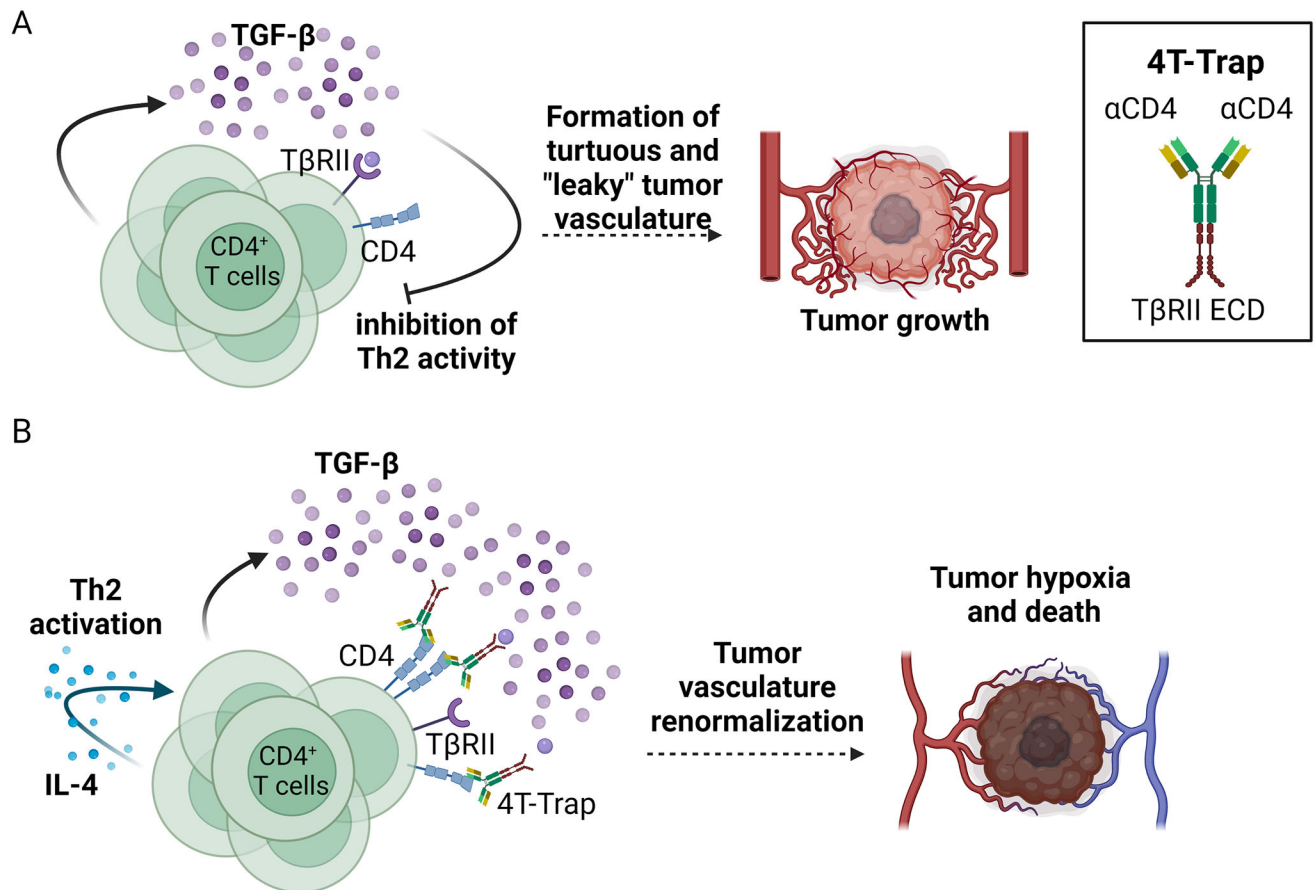 A
TGF-β
TβRII
CD4
CD4⁺
T cells
inhibition of
Th2 activity
Formation of
turtuous and
"leaky" tumor
vasculature
Tumor growth
4T-Trap
αCD4 αCD4
TβRII ECD
B
TGF-β
Th2
activation
IL-4
CD4
CD4⁺
T cells
TβRII
4T-Trap
Tumor
vasculature
renormalization
Tumor hypoxia
and death